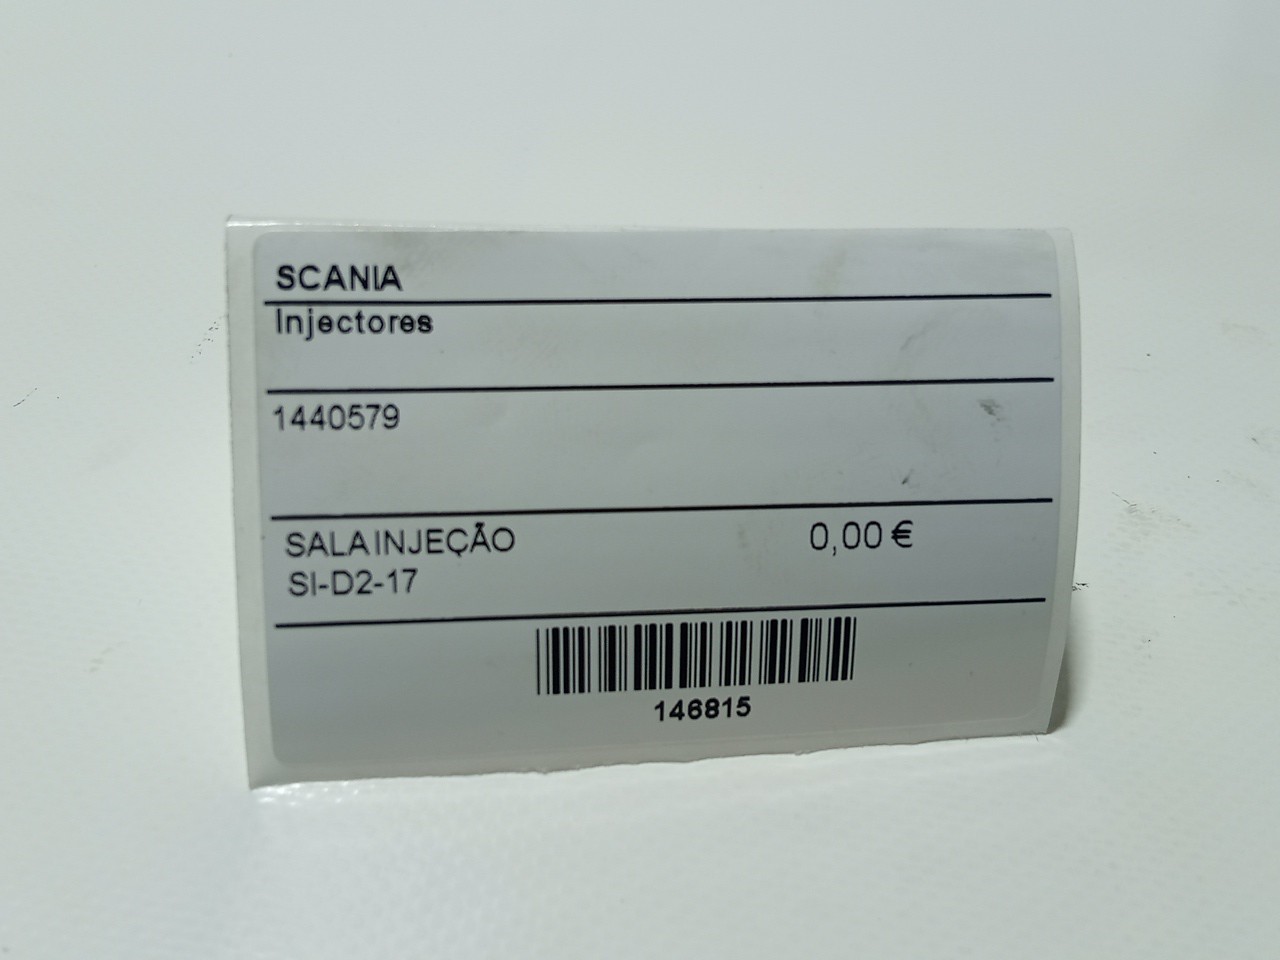 SCANIA
Injectores
1440579
SALA INJEÇÃO 0,00 €
SI-D2-17
146815